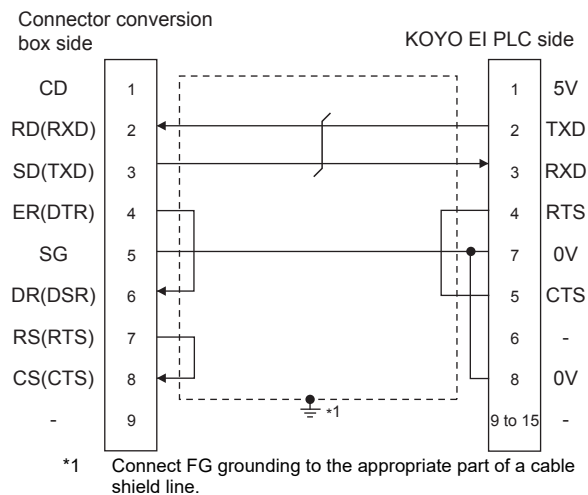 Connector conversion
box side
KOYO EI PLC side
CD 1 1 5V
RD(RXD) 2 2 TXD
SD(TXD) 3 3 RXD
ER(DTR) 4 4 RTS
SG 5 7 0V
DR(DSR) 6 5 CTS
RS(RTS) 7 6 -
CS(CTS) 8 8 0V
*1
- 9 9 to 15 -
*1 Connect FG grounding to the appropriate part of a cable
shield line.